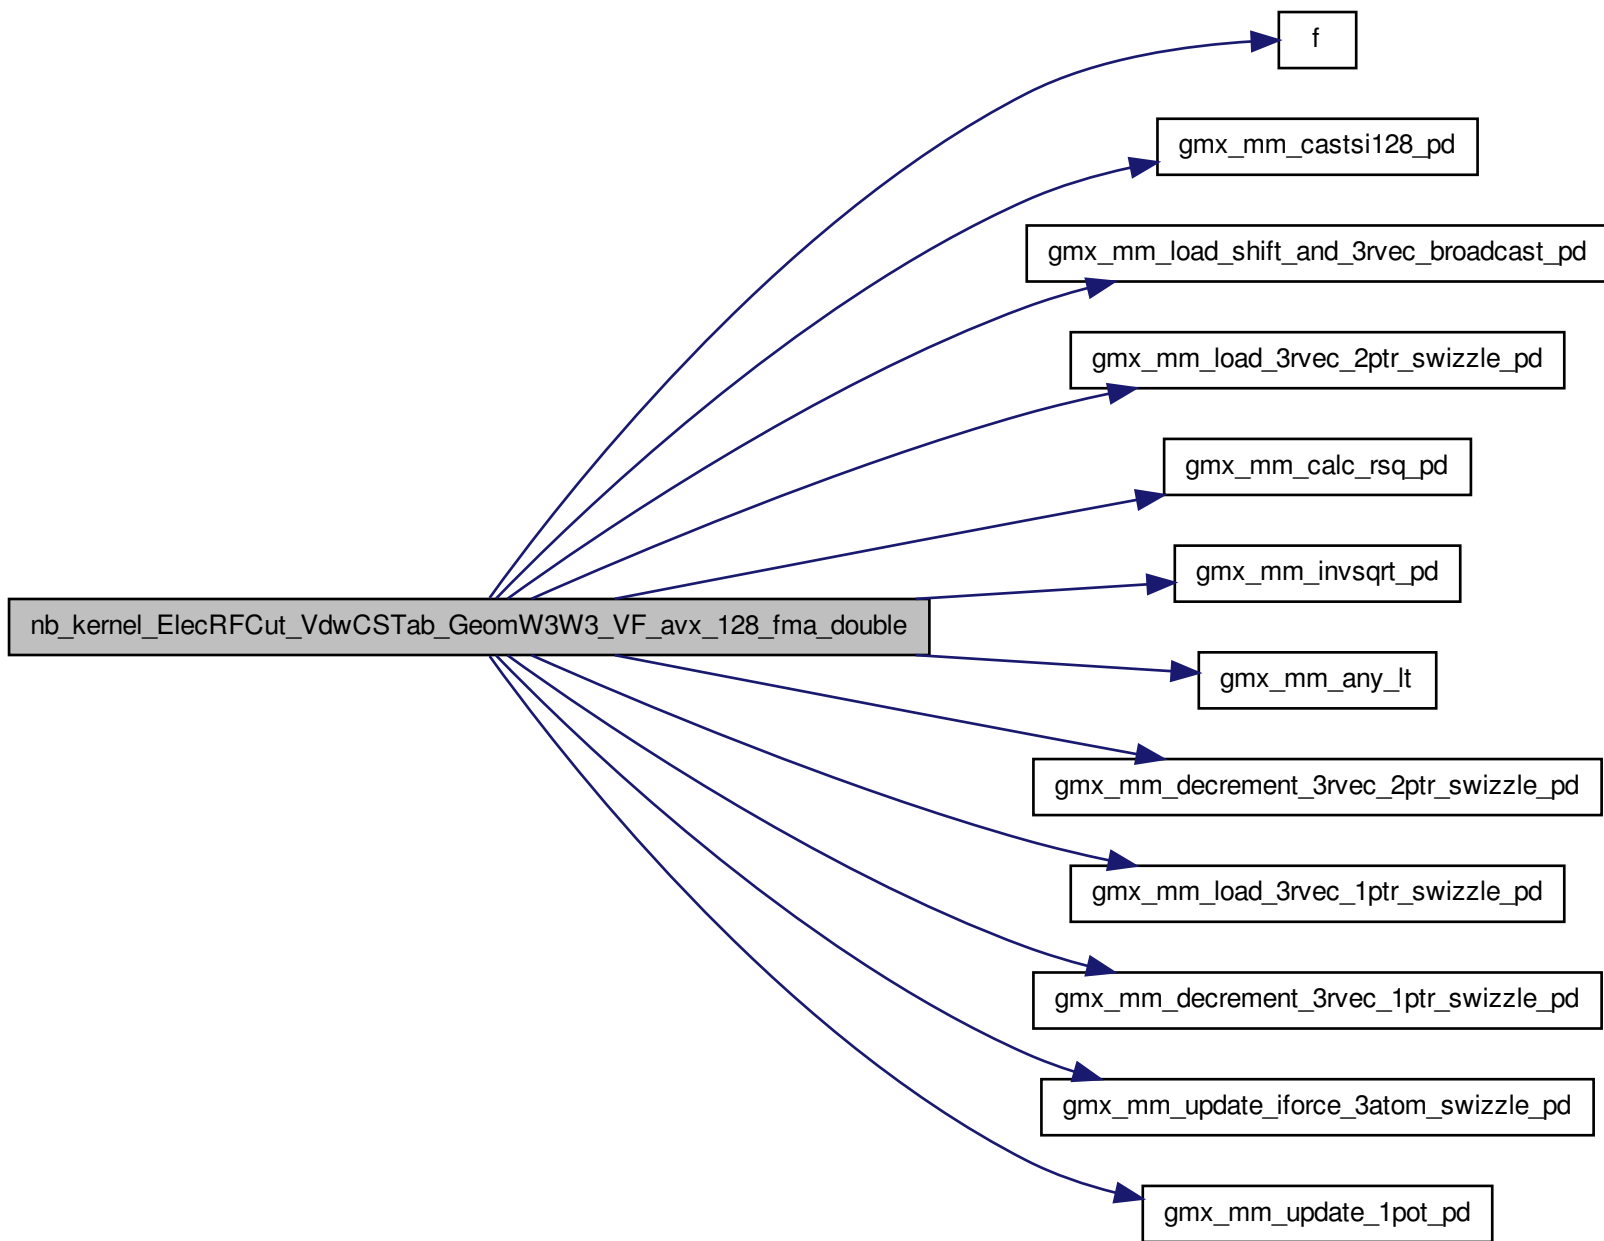 f
gmx_mm_castsi128_pd
gmx_mm_load_shift_and_3rvec_broadcast_pd
gmx_mm_load_3rvec_2ptr_swizzle_pd
gmx_mm_calc_rsq_pd
gmx_mm_invsqrt_pd
nb_kernel_ElecRFCut_VdwCSTab_GeomW3W3_VF_avx_128_fma_double
gmx_mm_any_lt
gmx_mm_decrement_3rvec_2ptr_swizzle_pd
gmx_mm_load_3rvec_1ptr_swizzle_pd
gmx_mm_decrement_3rvec_1ptr_swizzle_pd
gmx_mm_update_iforce_3atom_swizzle_pd
gmx_mm_update_1pot_pd